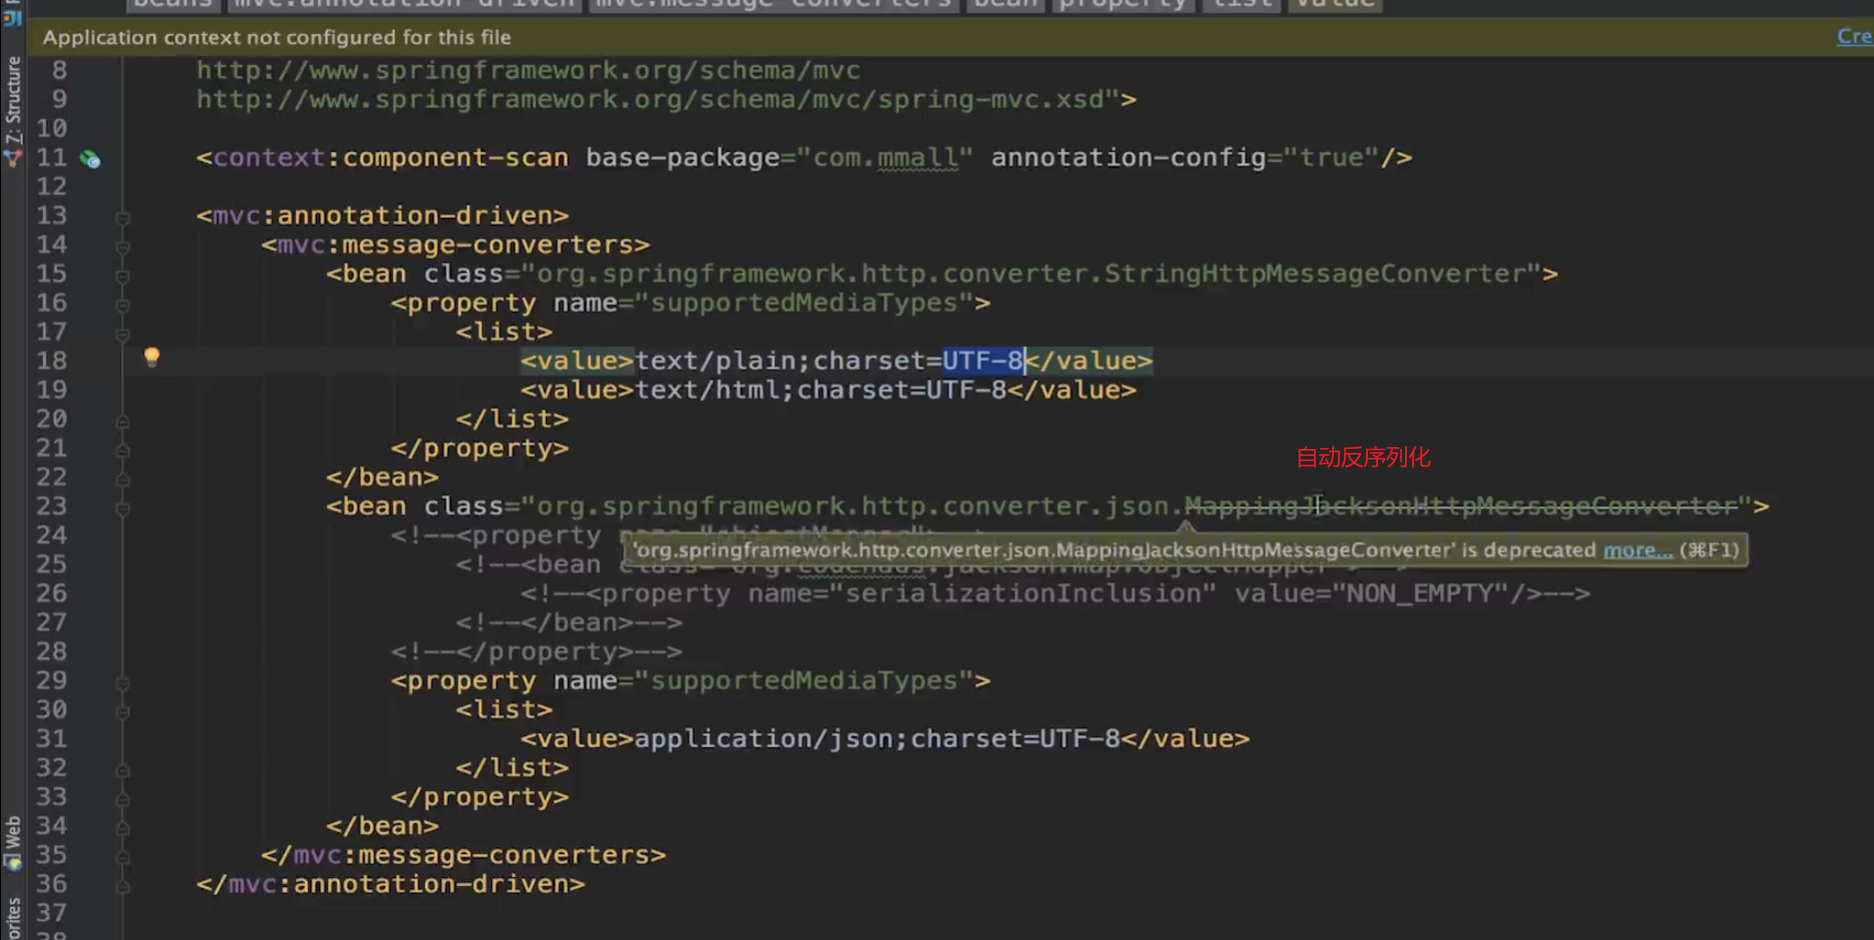 beans mvc:annotation-driven mvc:message-converters bean property list value
Application context not configured for this file Cre
Z: Structure
8 http://www.springframework.org/schema/mvc
9 http://www.springframework.org/schema/mvc/spring-mvc.xsd">
10
11 <context:component-scan base-package="com.mmall" annotation-config="true"/>
12
13 <mvc:annotation-driven>
14 <mvc:message-converters>
15 <bean class="org.springframework.http.converter.StringHttpMessageConverter">
16 <property name="supportedMediaTypes">
17 <list>
18 <value>text/plain;charset=UTF-8</value>
19 <value>text/html;charset=UTF-8</value>
20 </list>
21 </property>
自动反序列化
22 </bean>
23 <bean class="org.springframework.http.converter.json.MappingJacksonHttpMessageConverter">
24 <!--<property
'org.springframework.http.converter.json.MappingJacksonHttpMessageConverter' is deprecated more... (⌘F1)
25 <!--<bean
26 <!--<property name="serializationInclusion" value="NON_EMPTY"/>-->
27 <!--</bean>-->
28 <!--</property>-->
29 <property name="supportedMediaTypes">
30 <list>
31 <value>application/json;charset=UTF-8</value>
32 </list>
33 </property>
34 </bean>
35 </mvc:message-converters>
36 </mvc:annotation-driven>
37
Web
orites